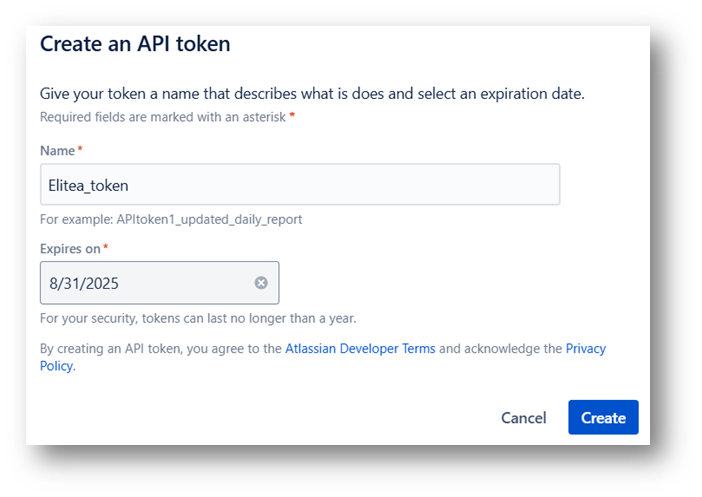 Create an API token
Give your token a name that describes what is does and select an expiration date.
Required fields are marked with an asterisk *
Name *
Elitea_token
For example: APItoken1_updated_daily_report
Expires on *
8/31/2025
For your security, tokens can last no longer than a year.
By creating an API token, you agree to the Atlassian Developer Terms and acknowledge the Privacy
Policy.
Cancel Create